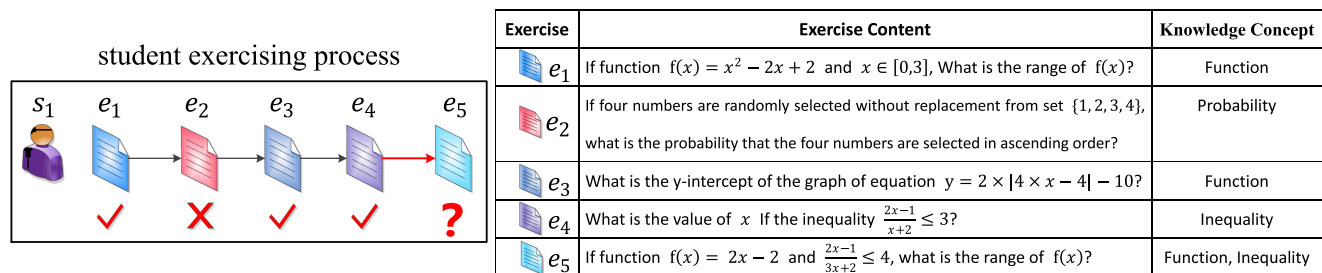 student exercising process
s₁ e₁ e₂ e₃ e₄ e₅
?
Exercise Exercise Content Knowledge Concept
e₁ If function f(x) = x² − 2x + 2 and x ∈ [0,3], What is the range of f(x)? Function
If four numbers are randomly selected without replacement from set {1, 2, 3, 4}, Probability
e₂ what is the probability that the four numbers are selected in ascending order?
e₃ What is the y-intercept of the graph of equation y = 2 × |4 × x − 4| − 10? Function
e₄ What is the value of x If the inequality (2x−1)/(x+2) ≤ 3? Inequality
e₅ If function f(x) = 2x − 2 and (2x−1)/(3x+2) ≤ 4, what is the range of f(x)? Function, Inequality